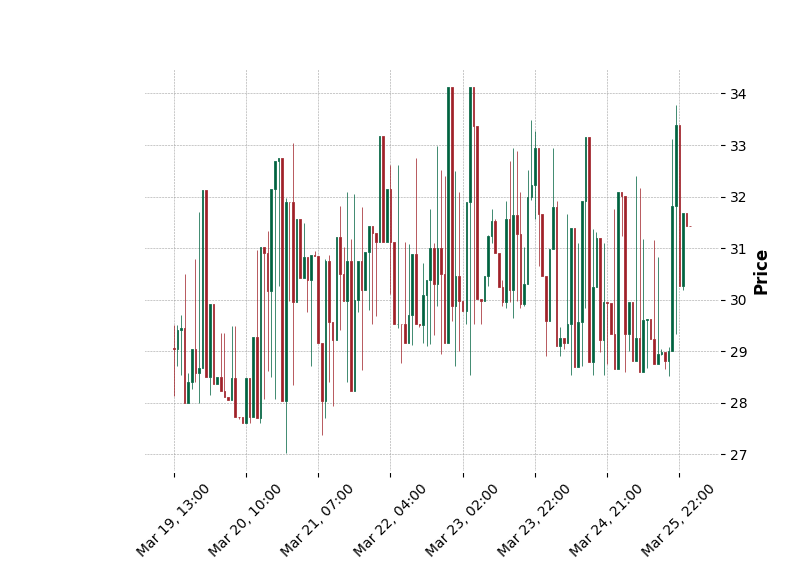 34
33
32
31
30
29
28
27
Price
Mar 19, 13:00
Mar 20, 10:00
Mar 21, 07:00
Mar 22, 04:00
Mar 23, 02:00
Mar 23, 22:00
Mar 24, 21:00
Mar 25, 22:00